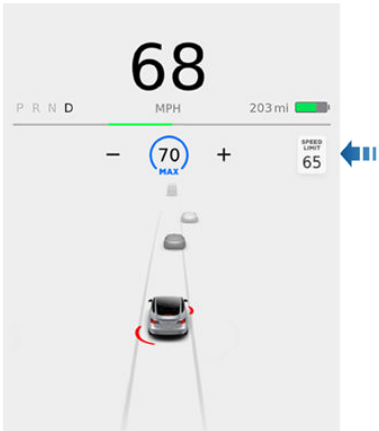 68
P R N D
MPH
203 mi
− 70 +
MAX
SPEED
LIMIT
65